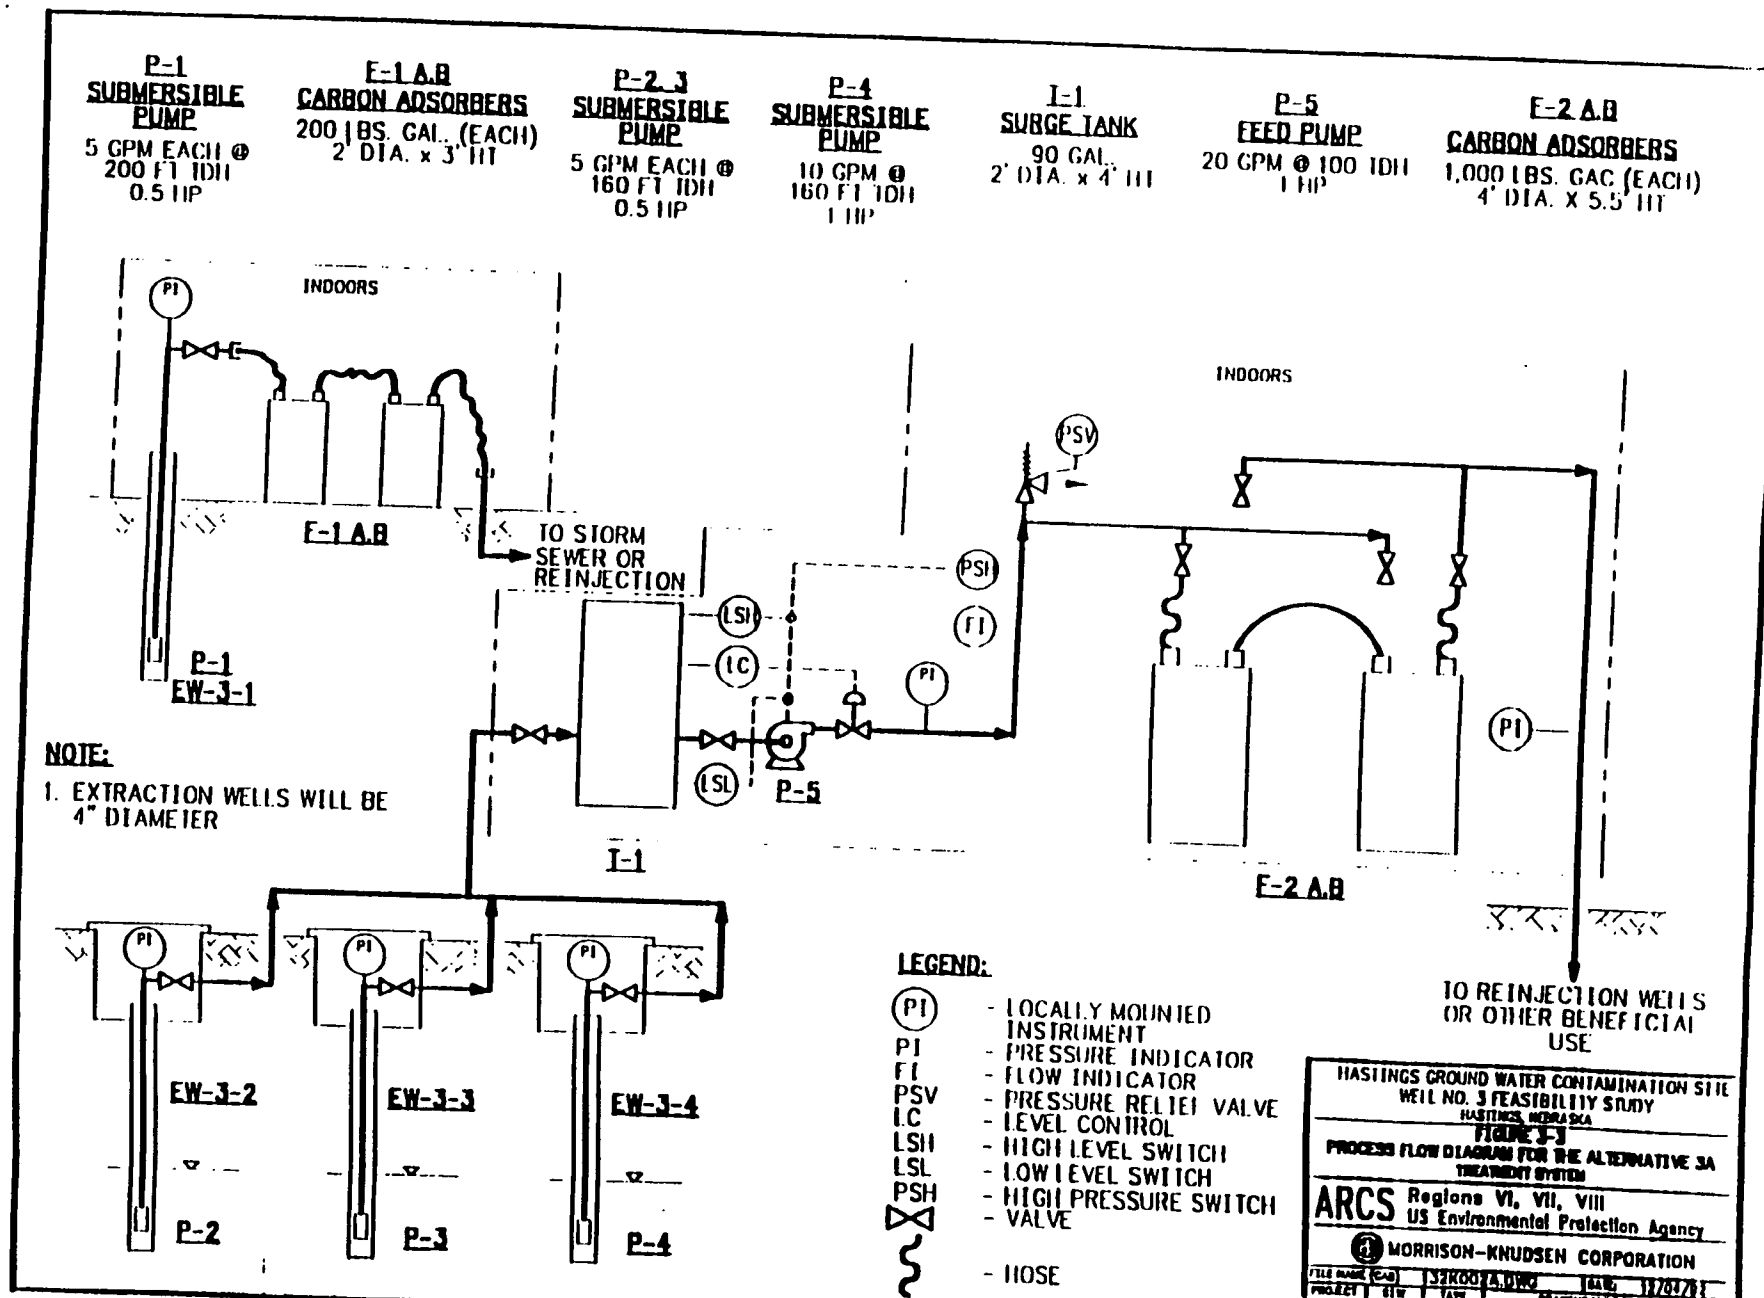 P-1
SUBMERSIBLE
PUMP
5 GPM EACH @
200 FT TDH
0.5 HP
F-1 A,B
CARBON ADSORBERS
200 LBS. GAL. (EACH)
2' DIA. x 3' HT
P-2, 3
SUBMERSIBLE
PUMP
5 GPM EACH @
160 FT TDH
0.5 HP
P-4
SUBMERSIBLE
PUMP
10 GPM @
160 FT TDH
1 HP
T-1
SURGE TANK
90 GAL.
2' DIA. x 4' HT
P-5
FEED PUMP
20 GPM @ 100 TDH
1 HP
F-2 A,B
CARBON ADSORBERS
1,000 LBS. GAC (EACH)
4' DIA. X 5.5' HT
PI
INDOORS
F-1 A,B
TO STORM
SEWER OR
REINJECTION
P-1
EW-3-1
INDOORS
PSV
PSH
FI
LSH
LC
PI
LSL
P-5
T-1
PI
F-2 A,B
NOTE:
1. EXTRACTION WELLS WILL BE
4" DIAMETER
PI
PI
PI
EW-3-2
EW-3-3
EW-3-4
P-2
P-3
P-4
TO REINJECTION WELLS
OR OTHER BENEFICIAL
USE
LEGEND:
PI - LOCALLY MOUNTED
INSTRUMENT
PI - PRESSURE INDICATOR
FI - FLOW INDICATOR
PSV - PRESSURE RELIEF VALVE
LC - LEVEL CONTROL
LSH - HIGH LEVEL SWITCH
LSL - LOW LEVEL SWITCH
PSH - HIGH PRESSURE SWITCH
- VALVE
- HOSE
HASTINGS GROUND WATER CONTAMINATION SITE
WELL NO. 3 FEASIBILITY STUDY
HASTINGS, NEBRASKA
FIGURE 3-3
PROCESS FLOW DIAGRAM FOR THE ALTERNATIVE 3A
TREATMENT SYSTEM
ARCS Regions VI, VII, VIII
US Environmental Protection Agency
MORRISON-KNUDSEN CORPORATION
FILE NAME (CAD)
PROJECT